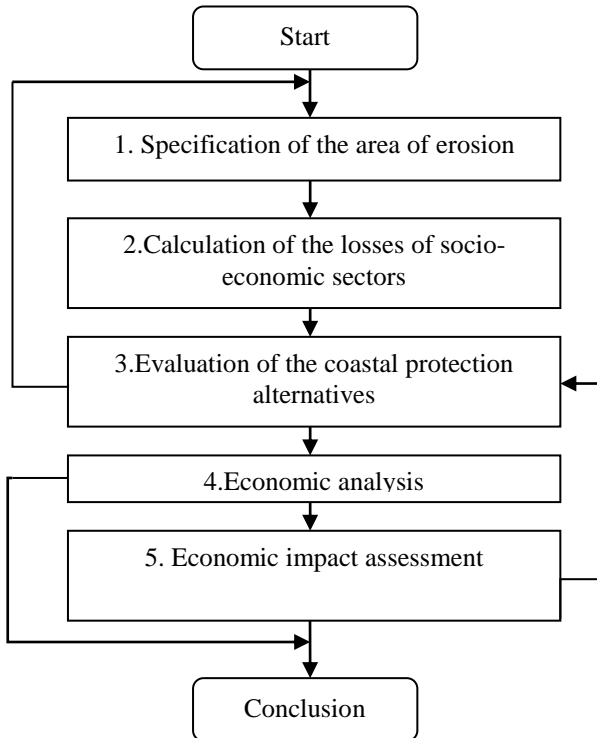 Start
1. Specification of the area of erosion
2.Calculation of the losses of socio-
economic sectors
3.Evaluation of the coastal protection
alternatives
4.Economic analysis
5. Economic impact assessment
Conclusion